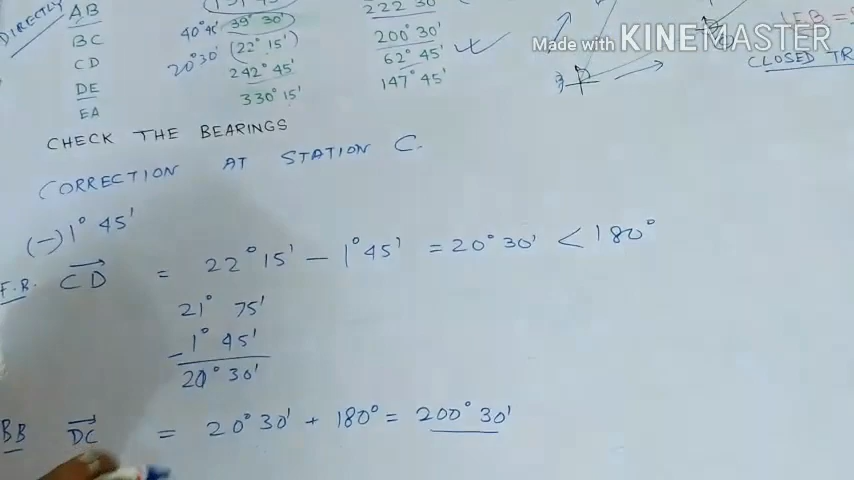 DIRECTLY
AB 222 30'
BC 40°45' 39°30' 200°30'
CD 20°30' (22°15') 62°45'
DE 242°45' 147°45'
EA 330°15'
Made with KINEMASTER
CLOSED TR
CHECK THE BEARINGS
CORRECTION AT STATION C.
(-) 1° 45'
F.B. CD = 22° 15' - 1° 45' = 20° 30' < 180°
21° 75'
- 1° 45'
20° 30'
BB DC = 20° 30' + 180° = 200° 30'